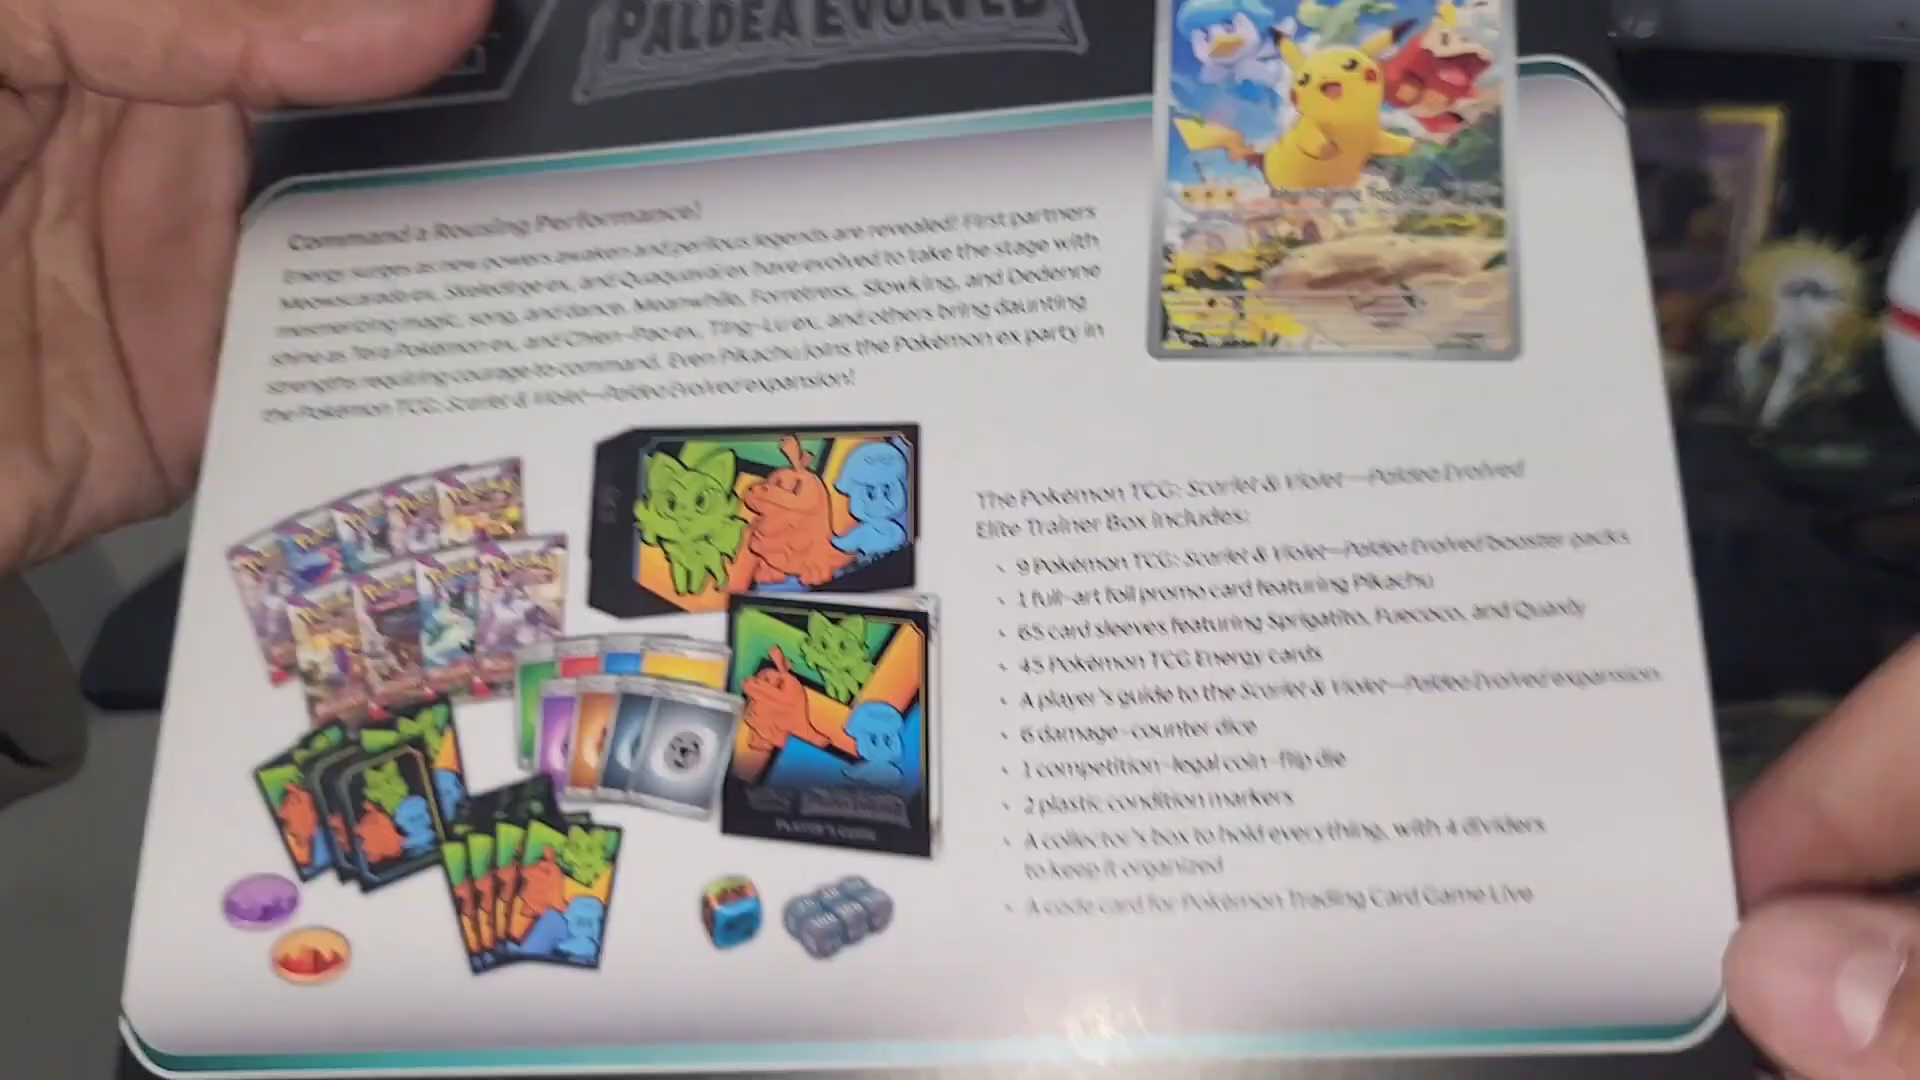 PALDEA EVOLVED
Command a Rousing Performance!
Energy surges as new powers awaken and perilous legends are revealed! First partners
Meowscarada ex, Skeledirge ex, and Quaquaval ex have evolved to take the stage with
mesmerizing magic, song, and dance. Meanwhile, Forretress, Slowking, and Dedenne
shine as Tera Pokémon ex, and Chien-Pao ex, Ting-Lu ex, and others bring daunting
strengths requiring courage to command. Even Pikachu joins the Pokémon ex party in
the Pokémon TCG: Scarlet & Violet—Paldea Evolved expansion!
The Pokémon TCG: Scarlet & Violet—Paldea Evolved
Elite Trainer Box includes:
• 9 Pokémon TCG: Scarlet & Violet—Paldea Evolved booster packs
• 1 full-art foil promo card featuring Pikachu
• 65 card sleeves featuring Sprigatito, Fuecoco, and Quaxly
• 45 Pokémon TCG Energy cards
• A player's guide to the Scarlet & Violet—Paldea Evolved expansion
• 6 damage-counter dice
• 1 competition-legal coin-flip die
• 2 plastic condition markers
• A collector's box to hold everything, with 4 dividers
to keep it organized
• A code card for Pokémon Trading Card Game Live
PLAYER'S GUIDE